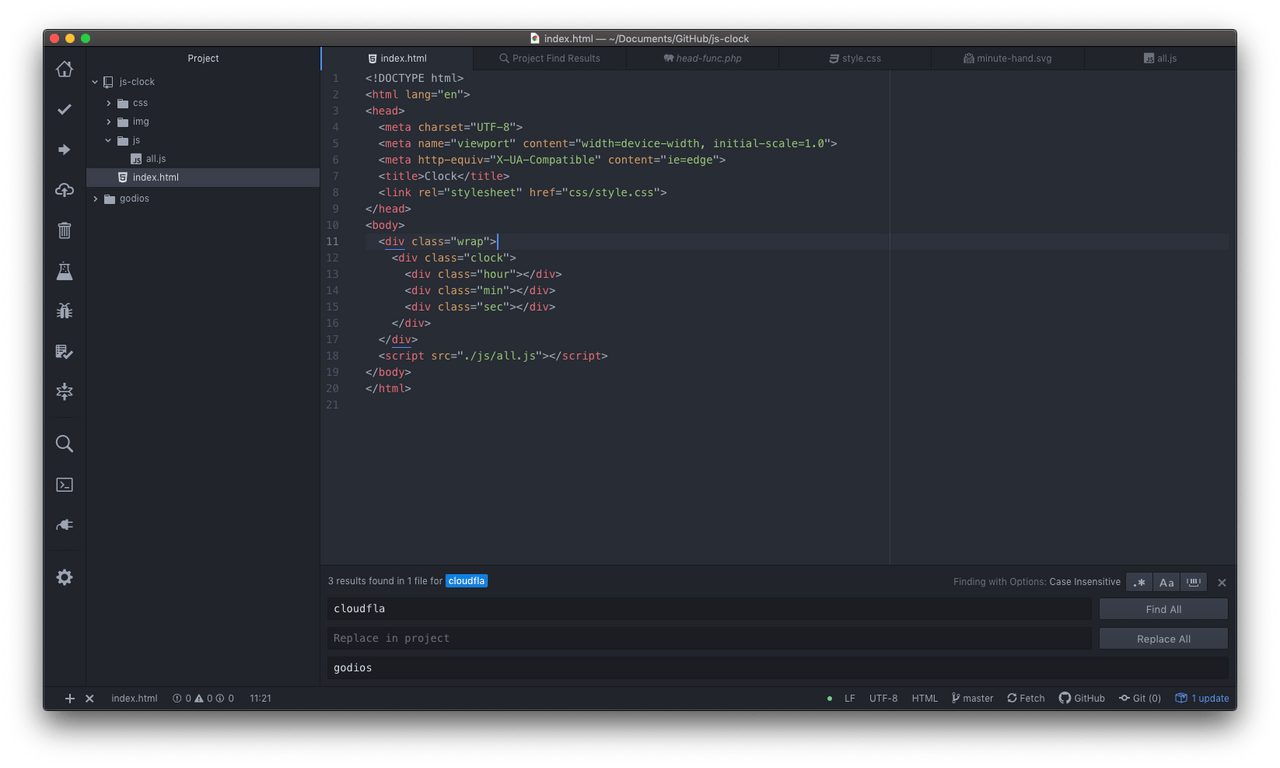 index.html — ~/Documents/GitHub/js-clock
Project
js-clock
css
img
js
all.js
index.html
godios
index.html
Project Find Results
head-func.php
style.css
minute-hand.svg
all.js
1 <!DOCTYPE html>
2 <html lang="en">
3 <head>
4 <meta charset="UTF-8">
5 <meta name="viewport" content="width=device-width, initial-scale=1.0">
6 <meta http-equiv="X-UA-Compatible" content="ie=edge">
7 <title>Clock</title>
8 <link rel="stylesheet" href="css/style.css">
9 </head>
10 <body>
11 <div class="wrap">
12 <div class="clock">
13 <div class="hour"></div>
14 <div class="min"></div>
15 <div class="sec"></div>
16 </div>
17 </div>
18 <script src="./js/all.js"></script>
19 </body>
20 </html>
21
3 results found in 1 file for cloudfla
Finding with Options: Case Insensitive
.* Aa
cloudfla
Find All
Replace in project
Replace All
godios
index.html 0 0 0 11:21
LF UTF-8 HTML master Fetch GitHub Git (0) 1 update